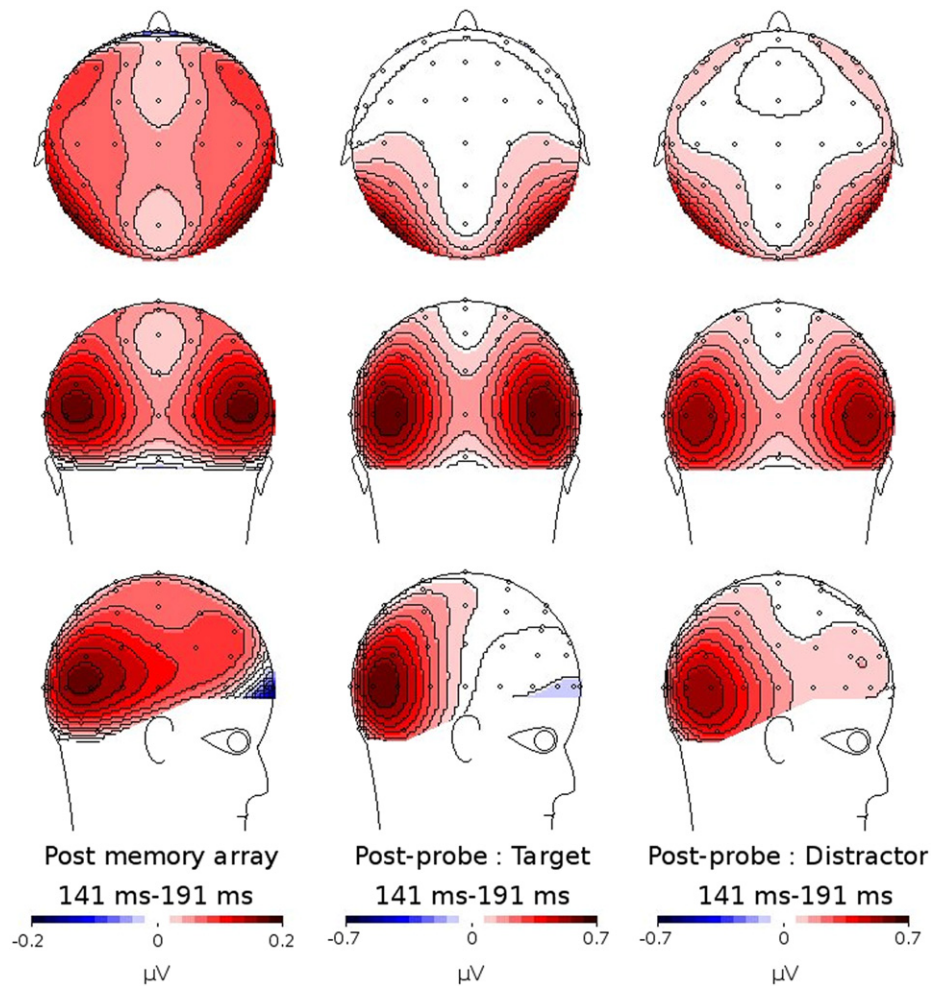 Post memory array
Post-probe : Target
Post-probe : Distractor
141 ms-191 ms
141 ms-191 ms
141 ms-191 ms
-0.2 0 0.2
-0.7 0 0.7
-0.7 0 0.7
µV
µV
µV